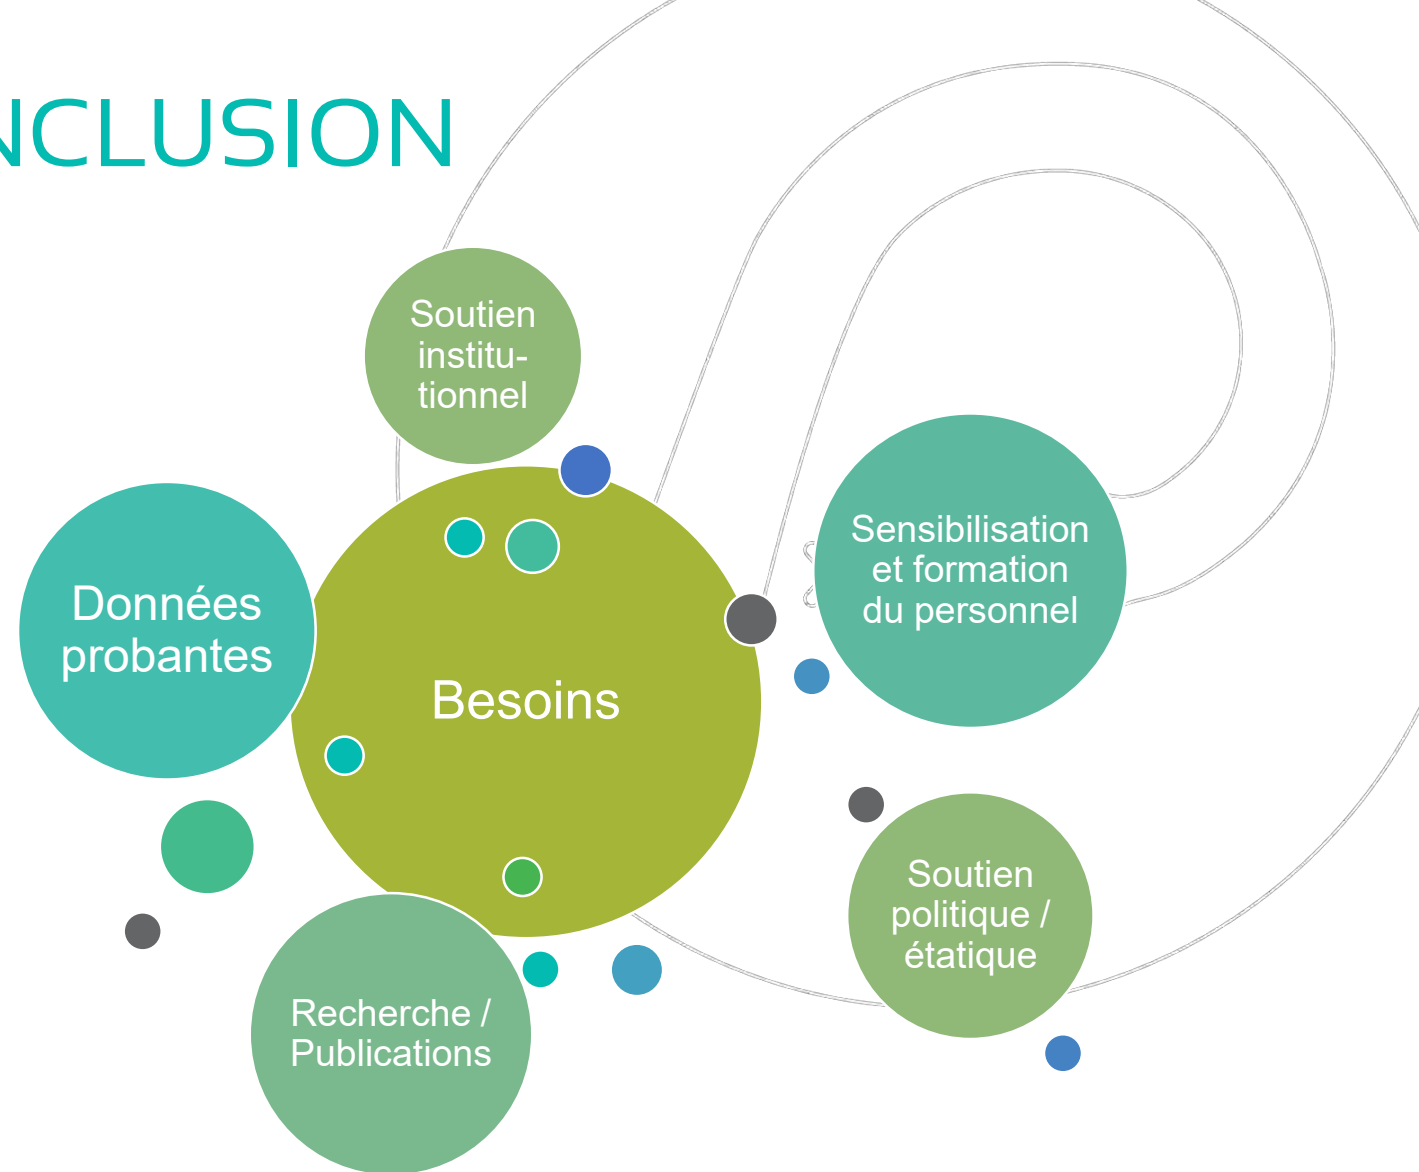 NCLUSION
Soutien
institu-
tionnel
Données
probantes
Besoins
Sensibilisation
et formation
du personnel
Soutien
politique /
étatique
Recherche /
Publications